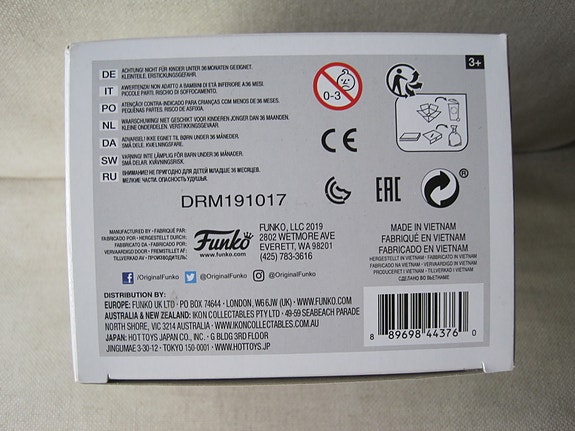 3+
DE ACHTUNG! NICHT FÜR KINDER UNTER 36 MONATEN GEEIGNET.
KLEINTEILE. ERSTICKUNGSGEFAHR.
IT AVVERTENZA! NON ADATTO A BAMBINI DI ETÀ INFERIORE A 36 MESI.
PICCOLE PARTI. RISCHIO DI SOFFOCAMENTO.
PO ATENÇÃO! CONTRA INDICADO PARA CRIANÇAS COM MENOS DE 36 MESES.
PEQUENAS PARTES. RISCO DE ASFIXIA.
NL WAARSCHUWING! NIET GESCHIKT VOOR KINDEREN JONGER DAN 36 MAANDEN.
KLEINE ONDERDELEN. VERSTIKKINGSGEVAAR.
DA ADVARSEL! IKKE EGNET TIL BØRN UNDER 36 MÅNEDER.
SMÅ DELE. KVÆLNINGSFARE.
SW VARNING! INTE LÄMPLIG FÖR BARN UNDER 36 MÅNADER.
SMÅ DELAR. KVÄVNINGSRISK.
RU ВНИМАНИЕ! НЕ ПРИГОДНО ДЛЯ ДЕТЕЙ МЛАДШЕ 36 МЕСЯЦЕВ.
МЕЛКИЕ ЧАСТИ. ОПАСНОСТЬ УДУШЬЯ.
0-3
CE
EAC
®
DRM191017
MANUFACTURED BY · FABRIQUÉ PAR:
FABRICADO POR · HERGESTELLT DURCH:
FABBRICATO DA · FABRICADO POR:
VERVAARDIGD DOOR · FREMSTILLET AF:
TILLVERKAD AV · ПРОИЗВЕДЕНО:
Funko
www.funko.com
FUNKO, LLC 2019
2802 WETMORE AVE
EVERETT, WA 98201
(425) 783-3616
MADE IN VIETNAM
FABRIQUÉ EN VIETNAM
FABRICADO EN VIETNAM
HERGESTELLT IN VIETNAM · FABBRICATO IN VIETNAM
FABRICADO NA VIETNAM · VERVAARDIGD IN VIETNAM
PRODUCERET I VIETNAM · TILLVERKAD I VIETNAM
СДЕЛАНО ВО ВЬЕТНАМЕ
/OriginalFunko @OriginalFunko @OriginalFunko
DISTRIBUTION BY:
EUROPE: FUNKO UK LTD · PO BOX 74644 · LONDON, W6 6JW (UK) · WWW.FUNKO.COM
AUSTRALIA & NEW ZEALAND: IKON COLLECTABLES PTY LTD · 49-59 SEABEACH PARADE
NORTH SHORE, VIC 3214 AUSTRALIA · WWW.IKONCOLLECTABLES.COM.AU
JAPAN: HOT TOYS JAPAN CO., INC. · G BLDG 3RD FLOOR
JINGUMAE 3-30-12 · TOKYO 150-0001 · WWW.HOTTOYS.JP
8 89698 44376 0